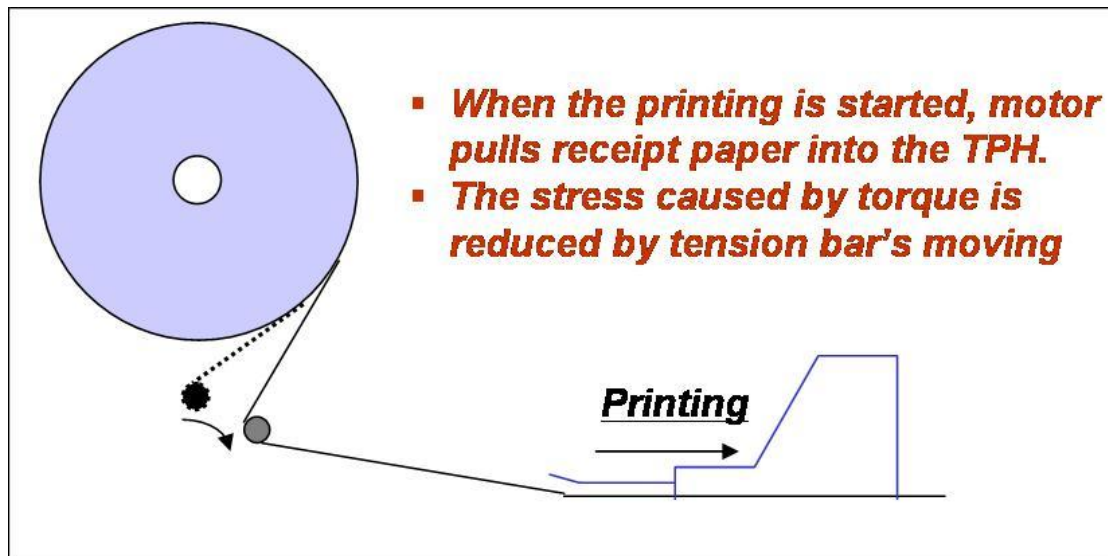 ▪ When the printing is started, motor
pulls receipt paper into the TPH.
▪ The stress caused by torque is
reduced by tension bar's moving
Printing